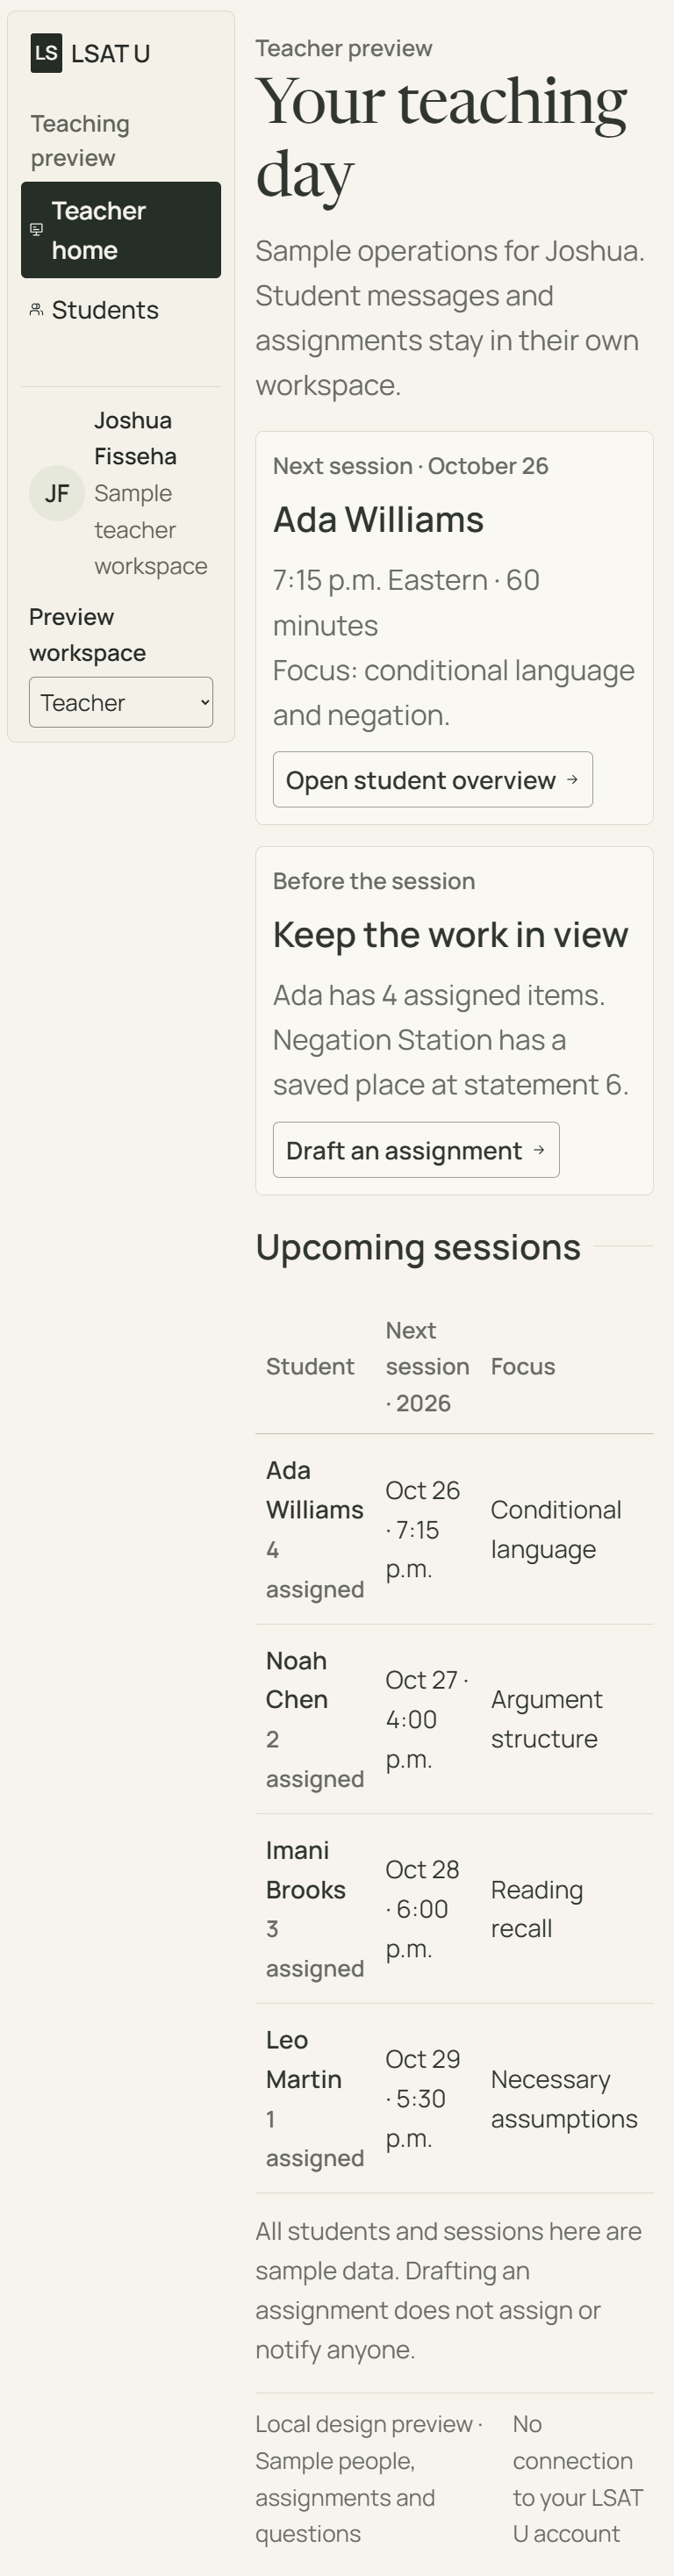 LS LSAT U
Teaching
preview
Teacher
home
Students
JF
Joshua
Fisseha
Sample
teacher
workspace
Preview
workspace
Teacher
Teacher preview
Your teaching
day
Sample operations for Joshua.
Student messages and
assignments stay in their own
workspace.
Next session · October 26
Ada Williams
7:15 p.m. Eastern · 60
minutes
Focus: conditional language
and negation.
Open student overview →
Before the session
Keep the work in view
Ada has 4 assigned items.
Negation Station has a
saved place at statement 6.
Draft an assignment →
Upcoming sessions
Student
Next
session
· 2026
Focus
Ada
Williams
4
assigned
Oct 26
· 7:15
p.m.
Conditional
language
Noah
Chen
2
assigned
Oct 27 ·
4:00
p.m.
Argument
structure
Imani
Brooks
3
assigned
Oct 28
· 6:00
p.m.
Reading
recall
Leo
Martin
1
assigned
Oct 29
· 5:30
p.m.
Necessary
assumptions
All students and sessions here are
sample data. Drafting an
assignment does not assign or
notify anyone.
Local design preview ·
Sample people,
assignments and
questions
No
connection
to your LSAT
U account